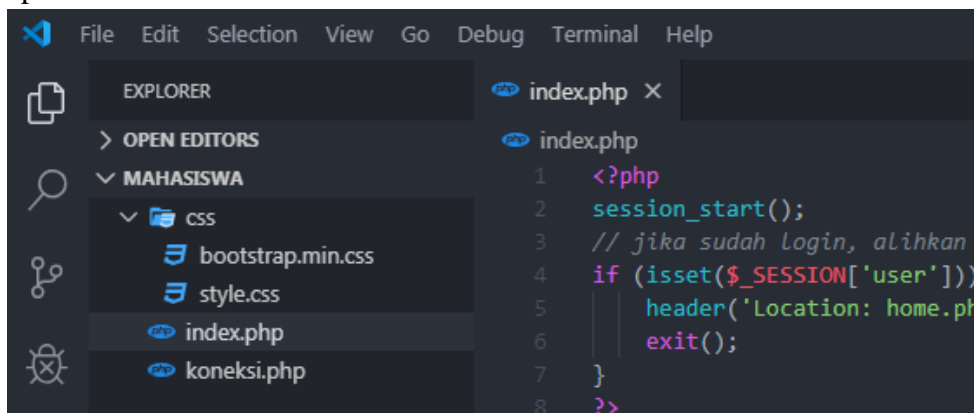 File Edit Selection View Go Debug Terminal Help
EXPLORER
OPEN EDITORS
MAHASISWA
css
bootstrap.min.css
style.css
index.php
koneksi.php
index.php
index.php
1 <?php
2 session_start();
3 // jika sudah login, alihkan
4 if (isset($_SESSION['user']))
5 header('Location: home.ph
6 exit();
7 }
8 ?>